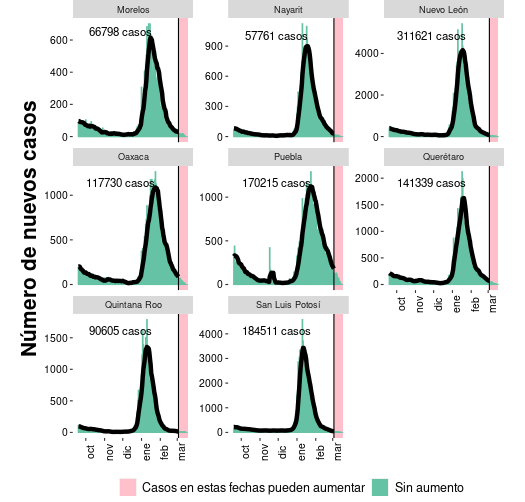 Número de nuevos casos
Morelos
66798 casos
600
400
200
0
Nayarit
57761 casos
900
600
300
0
Nuevo León
311621 casos
4000
2000
0
Oaxaca
117730 casos
1000
500
0
Puebla
170215 casos
1000
500
0
Querétaro
141339 casos
2000
1500
1000
500
0
oct nov dic ene feb mar
Quintana Roo
90605 casos
1500
1000
500
0
oct nov dic ene feb mar
San Luis Potosí
184511 casos
4000
3000
2000
1000
0
oct nov dic ene feb mar
Casos en estas fechas pueden aumentar Sin aumento